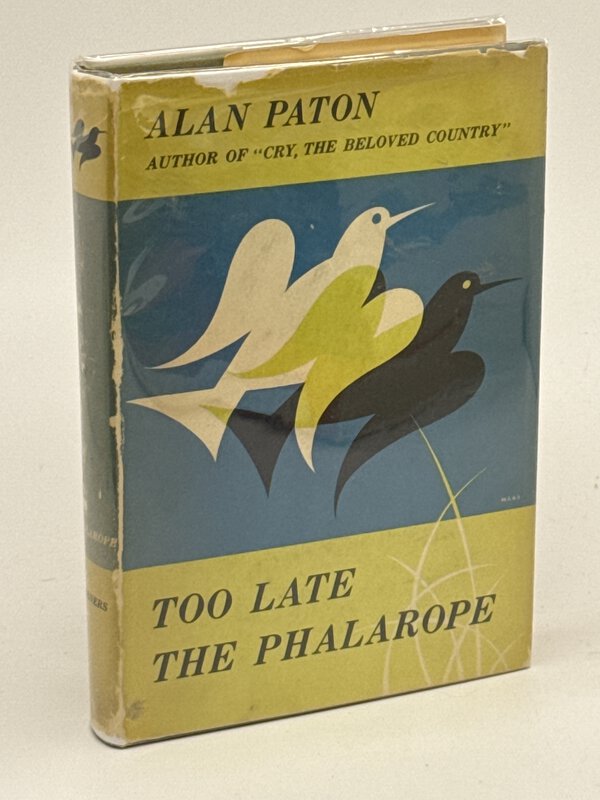 ALAN PATON
AUTHOR OF "CRY, THE BELOVED COUNTRY"
TOO LATE
THE PHALAROPE